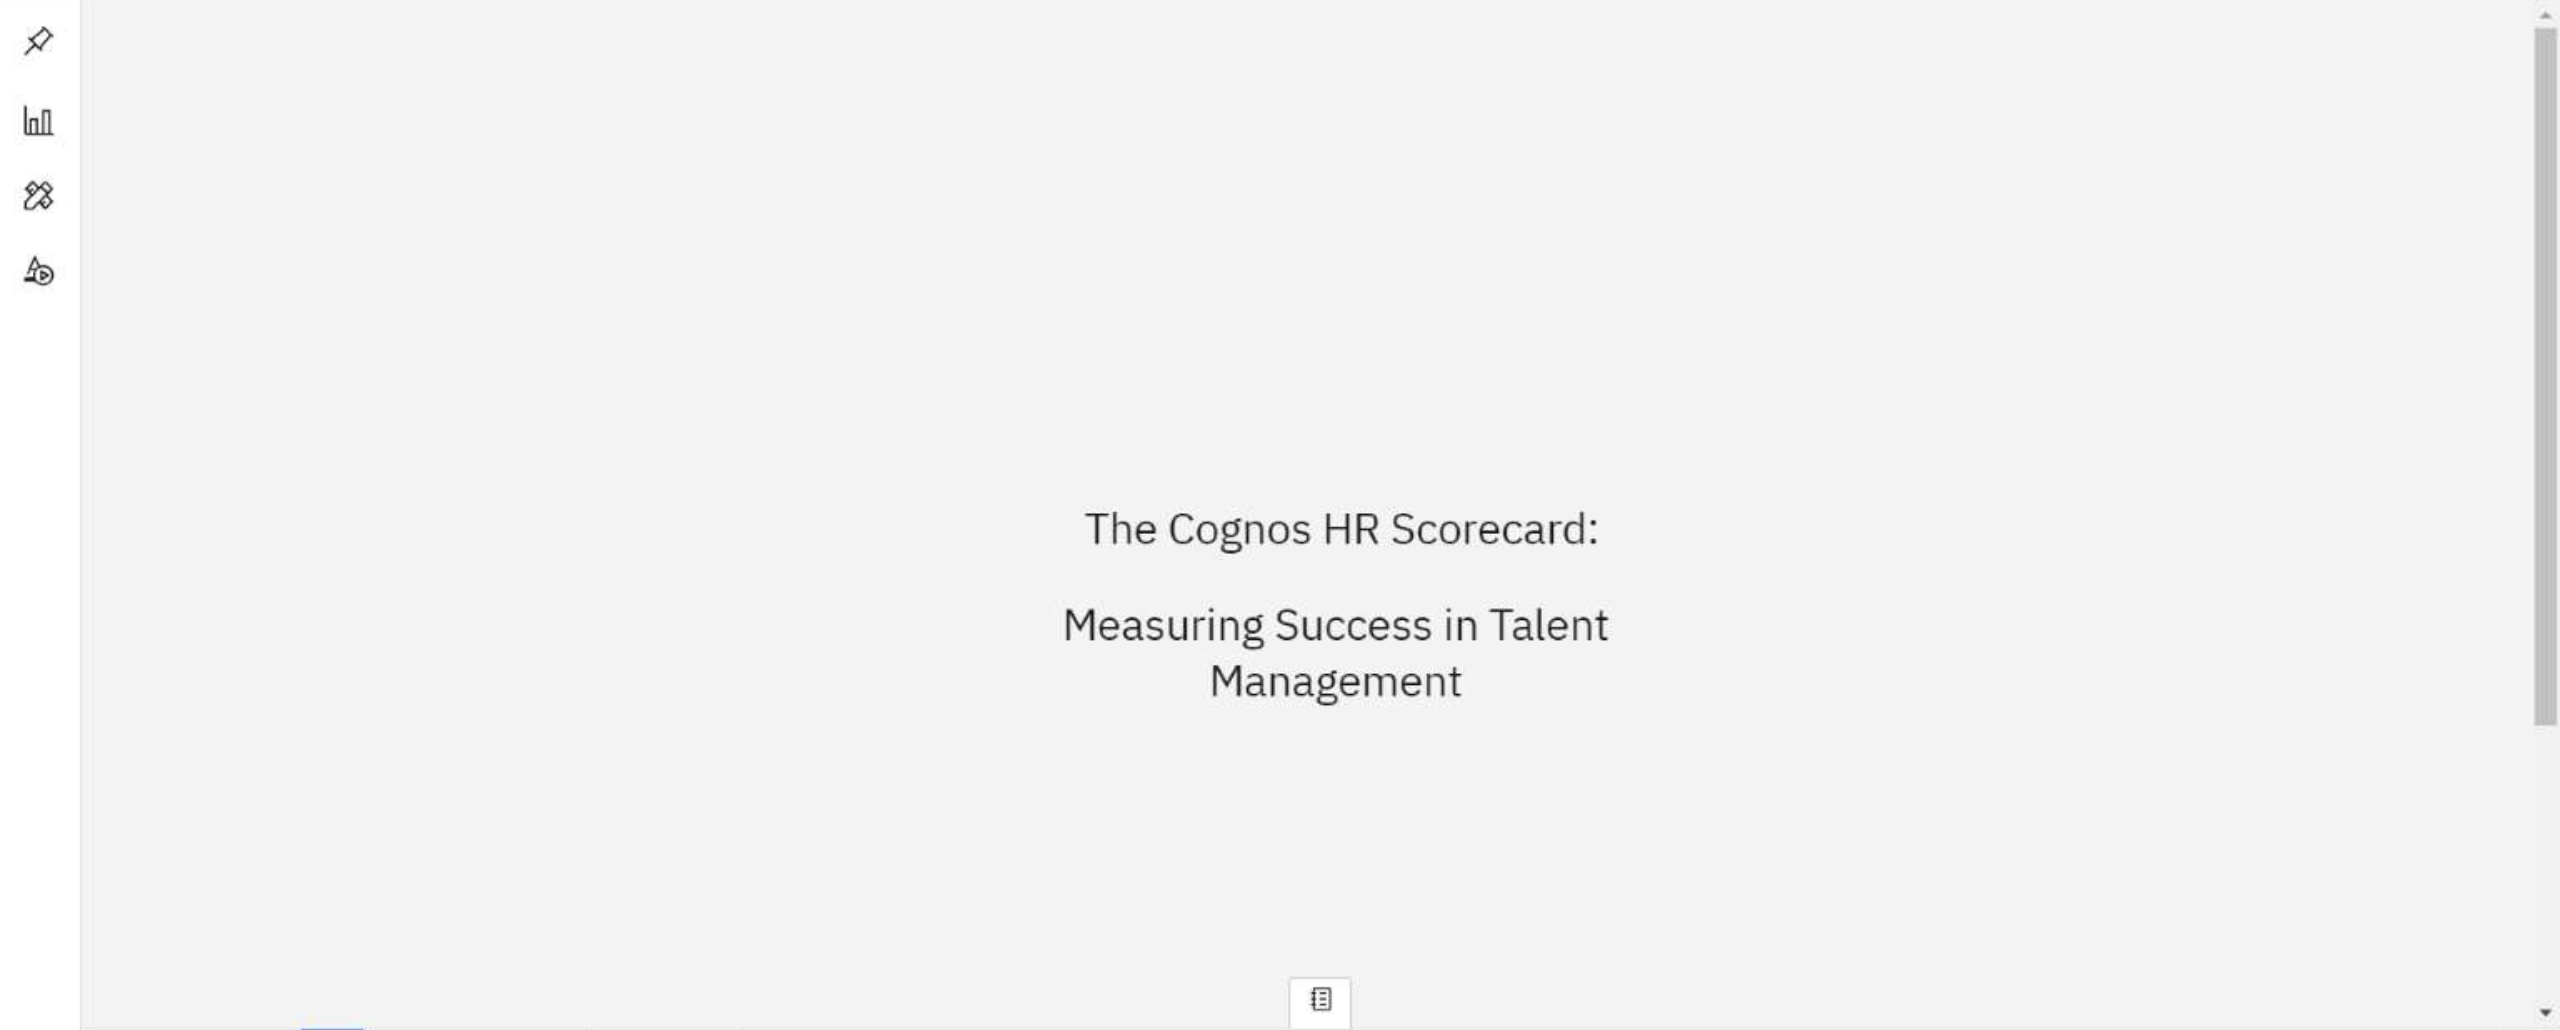 The Cognos HR Scorecard:
Measuring Success in Talent
Management